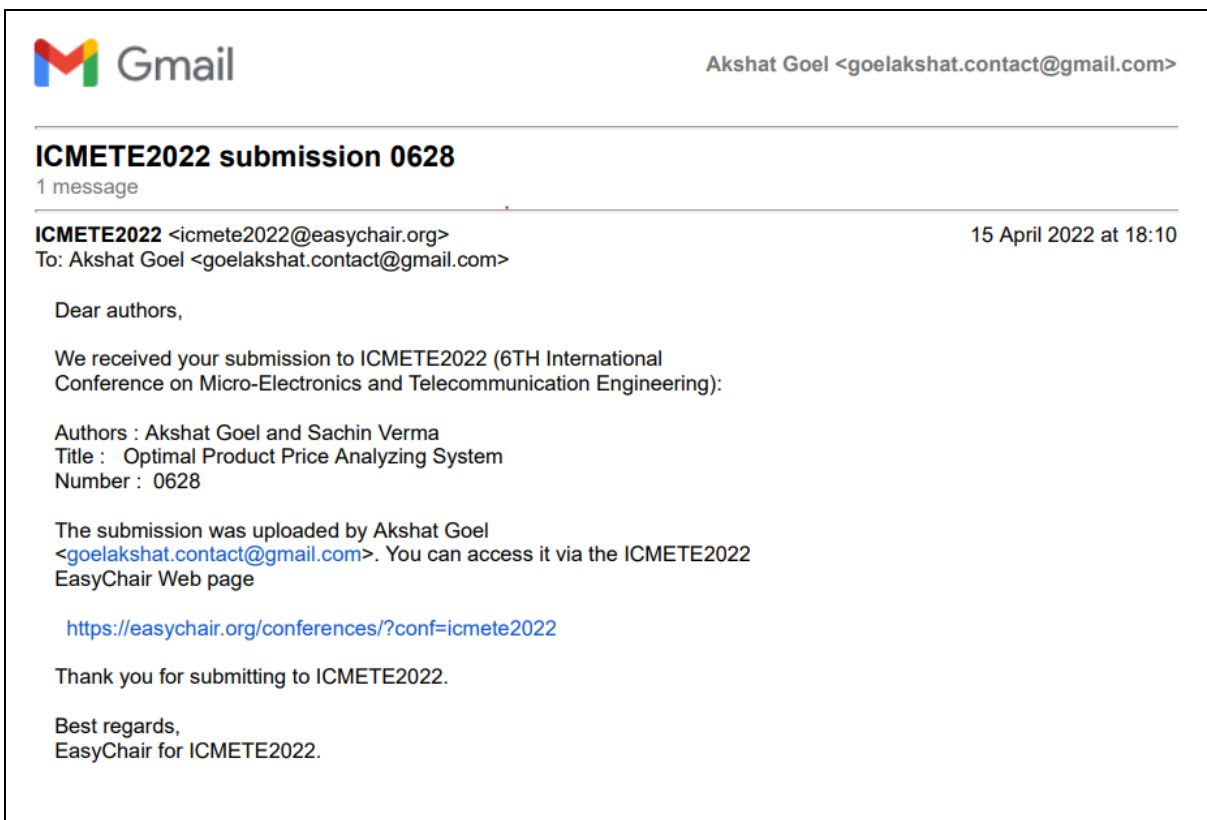 Gmail
Akshat Goel <goelakshat.contact@gmail.com>
ICMETE2022 submission 0628
1 message
ICMETE2022 <icmete2022@easychair.org>
15 April 2022 at 18:10
To: Akshat Goel <goelakshat.contact@gmail.com>
Dear authors,
We received your submission to ICMETE2022 (6TH International
Conference on Micro-Electronics and Telecommunication Engineering):
Authors : Akshat Goel and Sachin Verma
Title : Optimal Product Price Analyzing System
Number : 0628
The submission was uploaded by Akshat Goel
<goelakshat.contact@gmail.com>. You can access it via the ICMETE2022
EasyChair Web page
https://easychair.org/conferences/?conf=icmete2022
Thank you for submitting to ICMETE2022.
Best regards,
EasyChair for ICMETE2022.